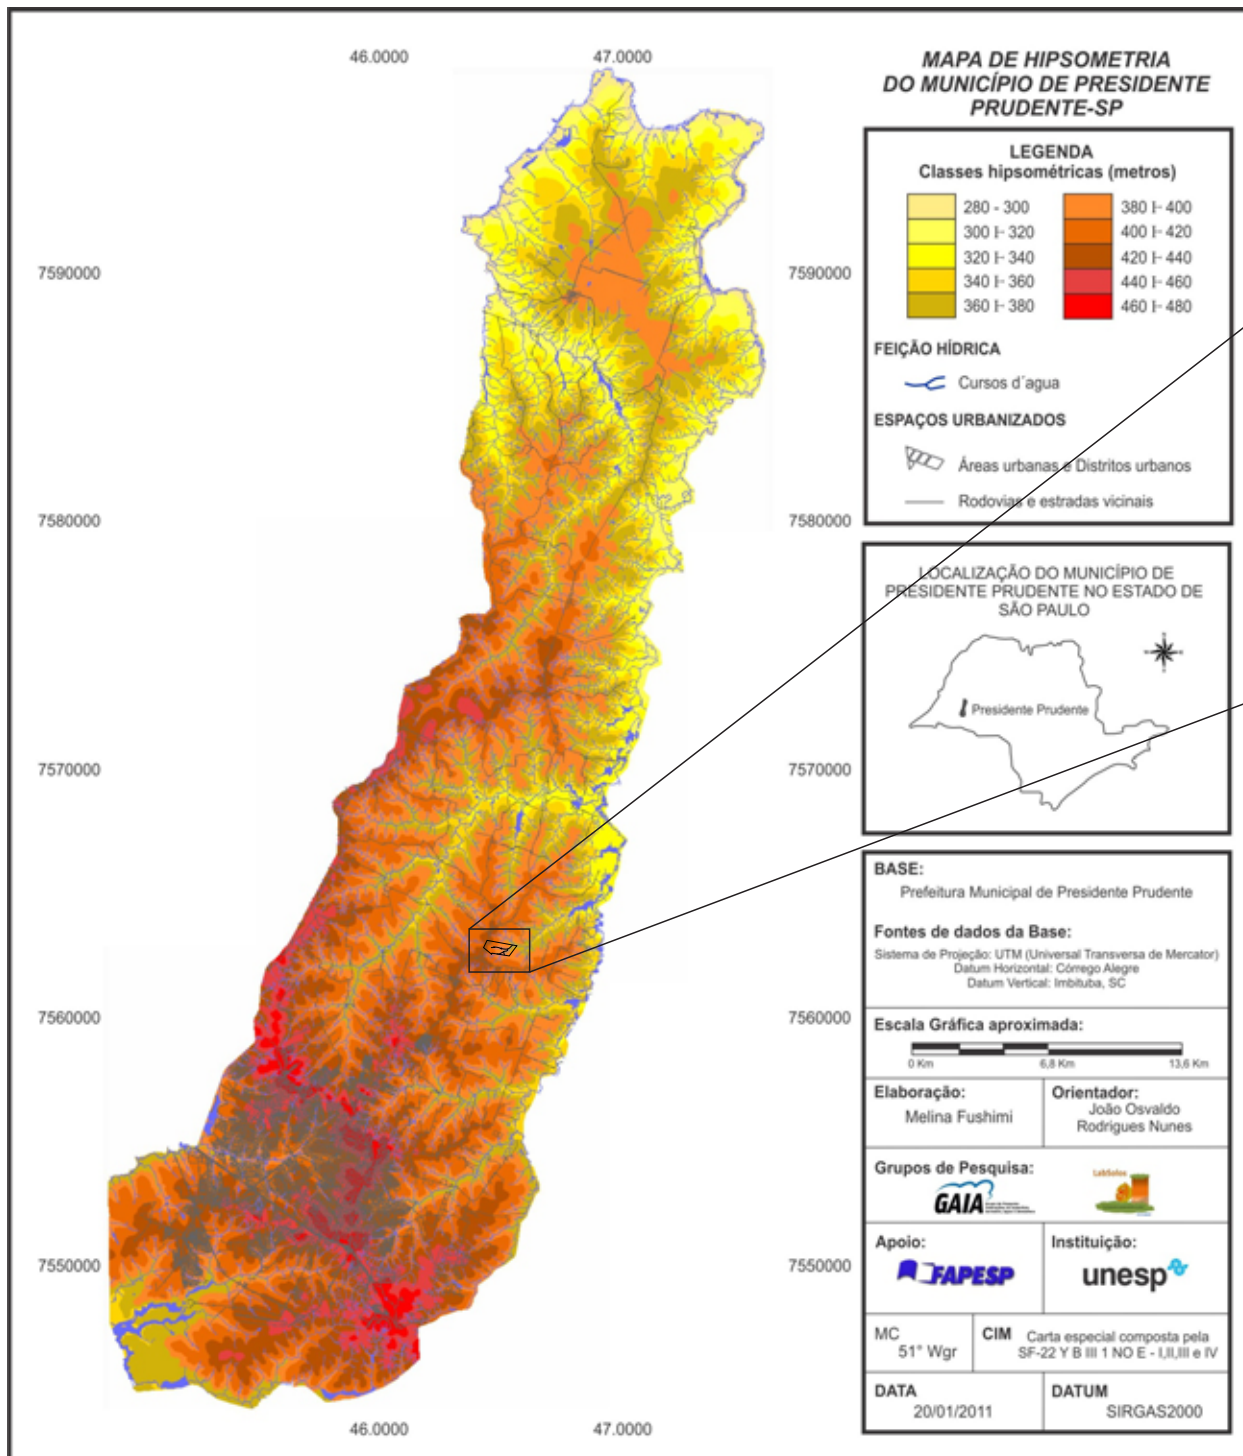 46.0000
47.0000
MAPA DE HIPSOMETRIA
DO MUNICÍPIO DE PRESIDENTE
PRUDENTE-SP
LEGENDA
Classes hipsométricas (metros)
280 - 300
300 Ⱶ 320
320 Ⱶ 340
340 Ⱶ 360
360 Ⱶ 380
380 Ⱶ 400
400 Ⱶ 420
420 Ⱶ 440
440 Ⱶ 460
460 Ⱶ 480
FEIÇÃO HÍDRICA
Cursos d´agua
ESPAÇOS URBANIZADOS
Áreas urbanas e Distritos urbanos
Rodovias e estradas vicinais
7590000
7590000
7580000
7580000
7570000
7570000
7560000
7560000
7550000
7550000
LOCALIZAÇÃO DO MUNICÍPIO DE
PRESIDENTE PRUDENTE NO ESTADO DE
SÃO PAULO
Presidente Prudente
BASE:
Prefeitura Municipal de Presidente Prudente
Fontes de dados da Base:
Sistema de Projeção: UTM (Universal Transversa de Mercator)
Datum Horizontal: Córrego Alegre
Datum Vertical: Imbituba, SC
Escala Gráfica aproximada:
0 Km
6,8 Km
13,6 Km
Elaboração:
Melina Fushimi
Orientador:
João Osvaldo
Rodrigues Nunes
Grupos de Pesquisa:
GAIA
LabSolos
Apoio:
FAPESP
Instituição:
unesp
MC
51° Wgr
CIM Carta especial composta pela
SF-22 Y B III 1 NO E - I,II,III e IV
DATA
20/01/2011
DATUM
SIRGAS2000
46.0000
47.0000